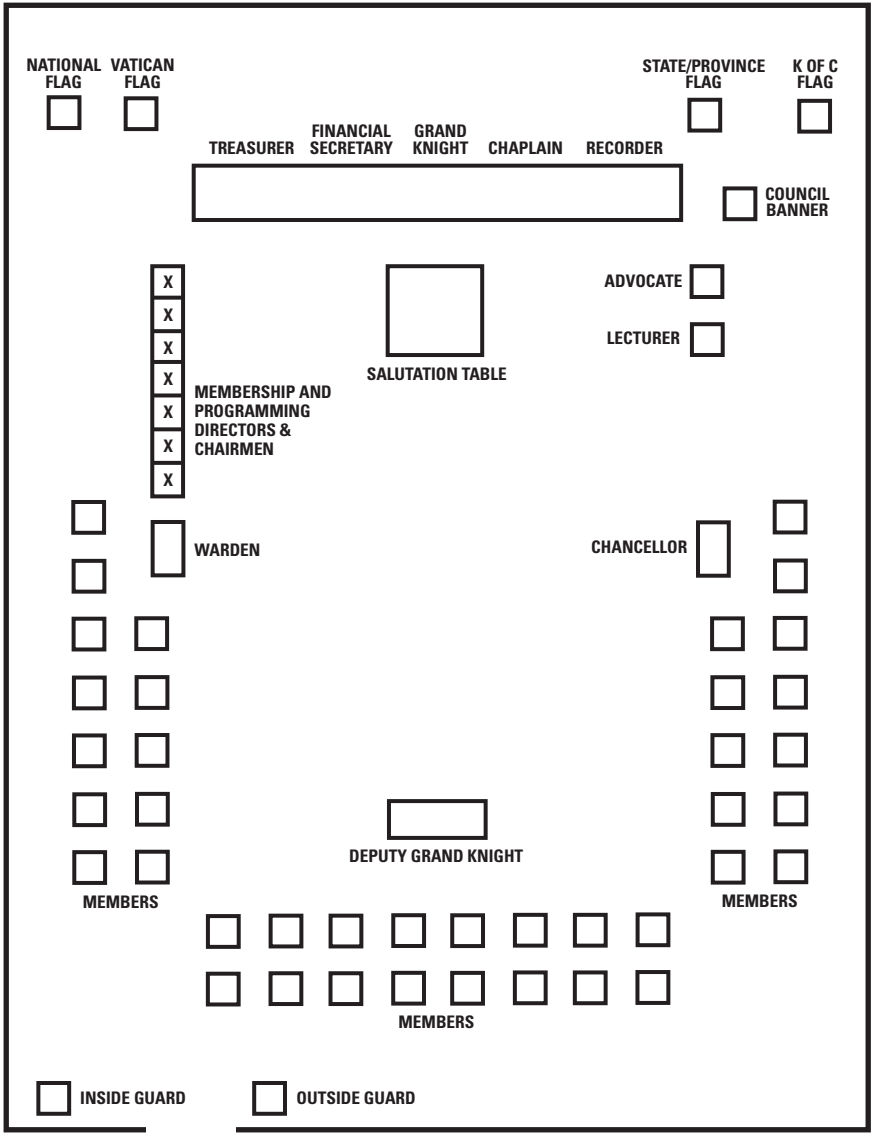 NATIONAL FLAG
VATICAN FLAG
STATE/PROVINCE FLAG
K OF C FLAG
TREASURER
FINANCIAL SECRETARY
GRAND KNIGHT
CHAPLAIN
RECORDER
COUNCIL BANNER
X
X
X
X
X
X
X
MEMBERSHIP AND
PROGRAMMING
DIRECTORS &
CHAIRMEN
SALUTATION TABLE
ADVOCATE
LECTURER
WARDEN
CHANCELLOR
DEPUTY GRAND KNIGHT
MEMBERS
MEMBERS
MEMBERS
INSIDE GUARD
OUTSIDE GUARD